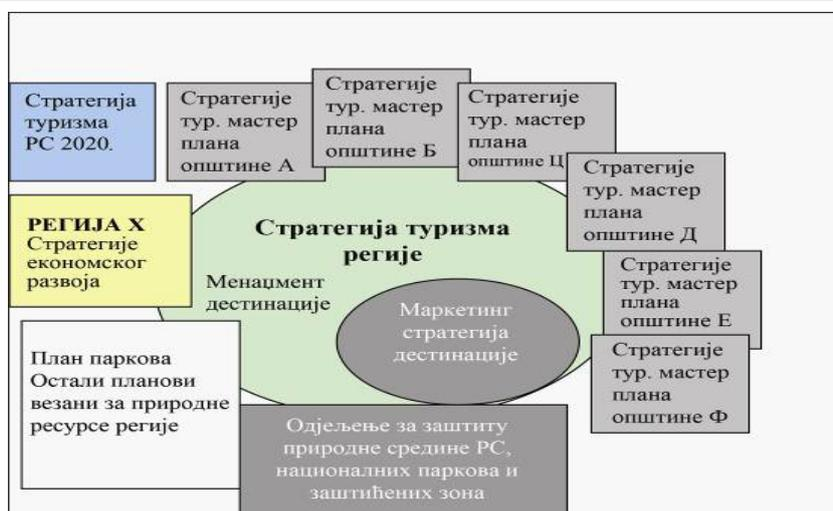 Стратегија
туризма
РС 2020.
Стратегије
тур. мастер
плана
општине А
Стратегије
тур. мастер
плана
општине Б
Стратегије
тур. мастер
плана
општине Ц
Стратегије
тур. мастер
плана
општине Д
РЕГИЈА X
Стратегије
економског
развоја
Стратегија туризма
регије
Менаџмент
дестинације
Маркетинг
стратегија
дестинације
Стратегије
тур. мастер
плана
општине Е
Стратегије
тур. мастер
плана
општине Ф
План паркова
Остали планови
везани за природне
ресурсе регије
Одјељење за заштиту
природне средине РС,
националних паркова и
заштићених зона